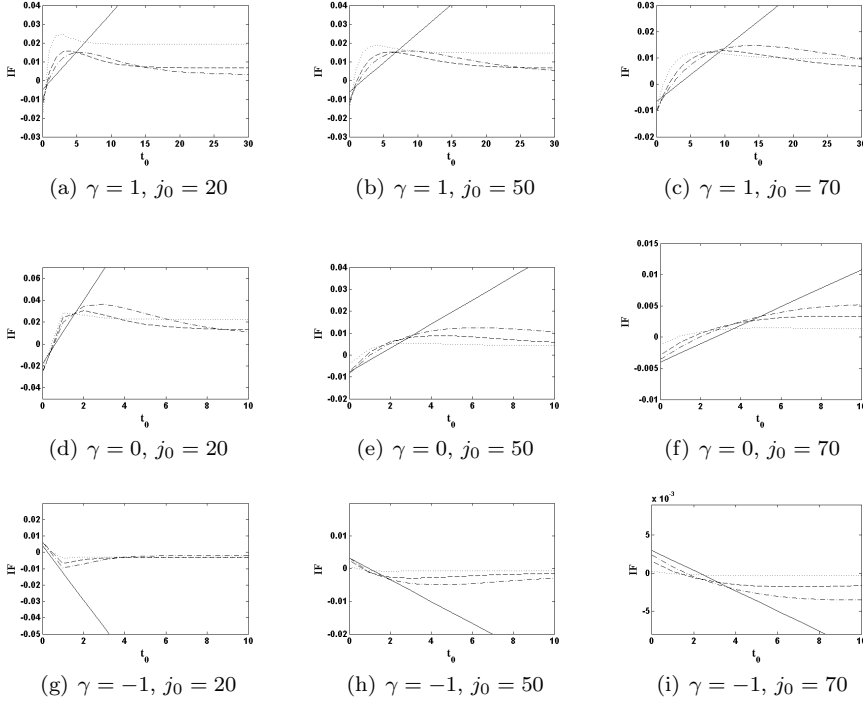 0.04
0.03
0.02
0.01
0
-0.01
-0.02
-0.03
IF
0 5 10 15 20 25 30
t₀
(a) γ = 1, j₀ = 20
0.04
0.03
0.02
0.01
0
-0.01
-0.02
-0.03
IF
0 5 10 15 20 25 30
t₀
(b) γ = 1, j₀ = 50
0.04
0.03
0.02
0.01
0
-0.01
-0.02
IF
0 5 10 15 20 25 30
t₀
(c) γ = 1, j₀ = 70
0.06
0.04
0.02
0
-0.02
-0.04
IF
0 2 4 6 8 10
t₀
(d) γ = 0, j₀ = 20
0.04
0.03
0.02
0.01
0
-0.01
-0.02
IF
0 2 4 6 8 10
t₀
(e) γ = 0, j₀ = 50
0.015
0.01
0.005
0
-0.005
-0.01
IF
0 2 4 6 8 10
t₀
(f) γ = 0, j₀ = 70
0.02
0.01
0
-0.01
-0.02
-0.03
-0.04
-0.05
IF
0 2 4 6 8 10
t₀
(g) γ = −1, j₀ = 20
0.01
0
-0.01
-0.02
IF
0 2 4 6 8 10
t₀
(h) γ = −1, j₀ = 50
x 10⁻³
5
0
-5
IF
0 2 4 6 8 10
t₀
(i) γ = −1, j₀ = 70